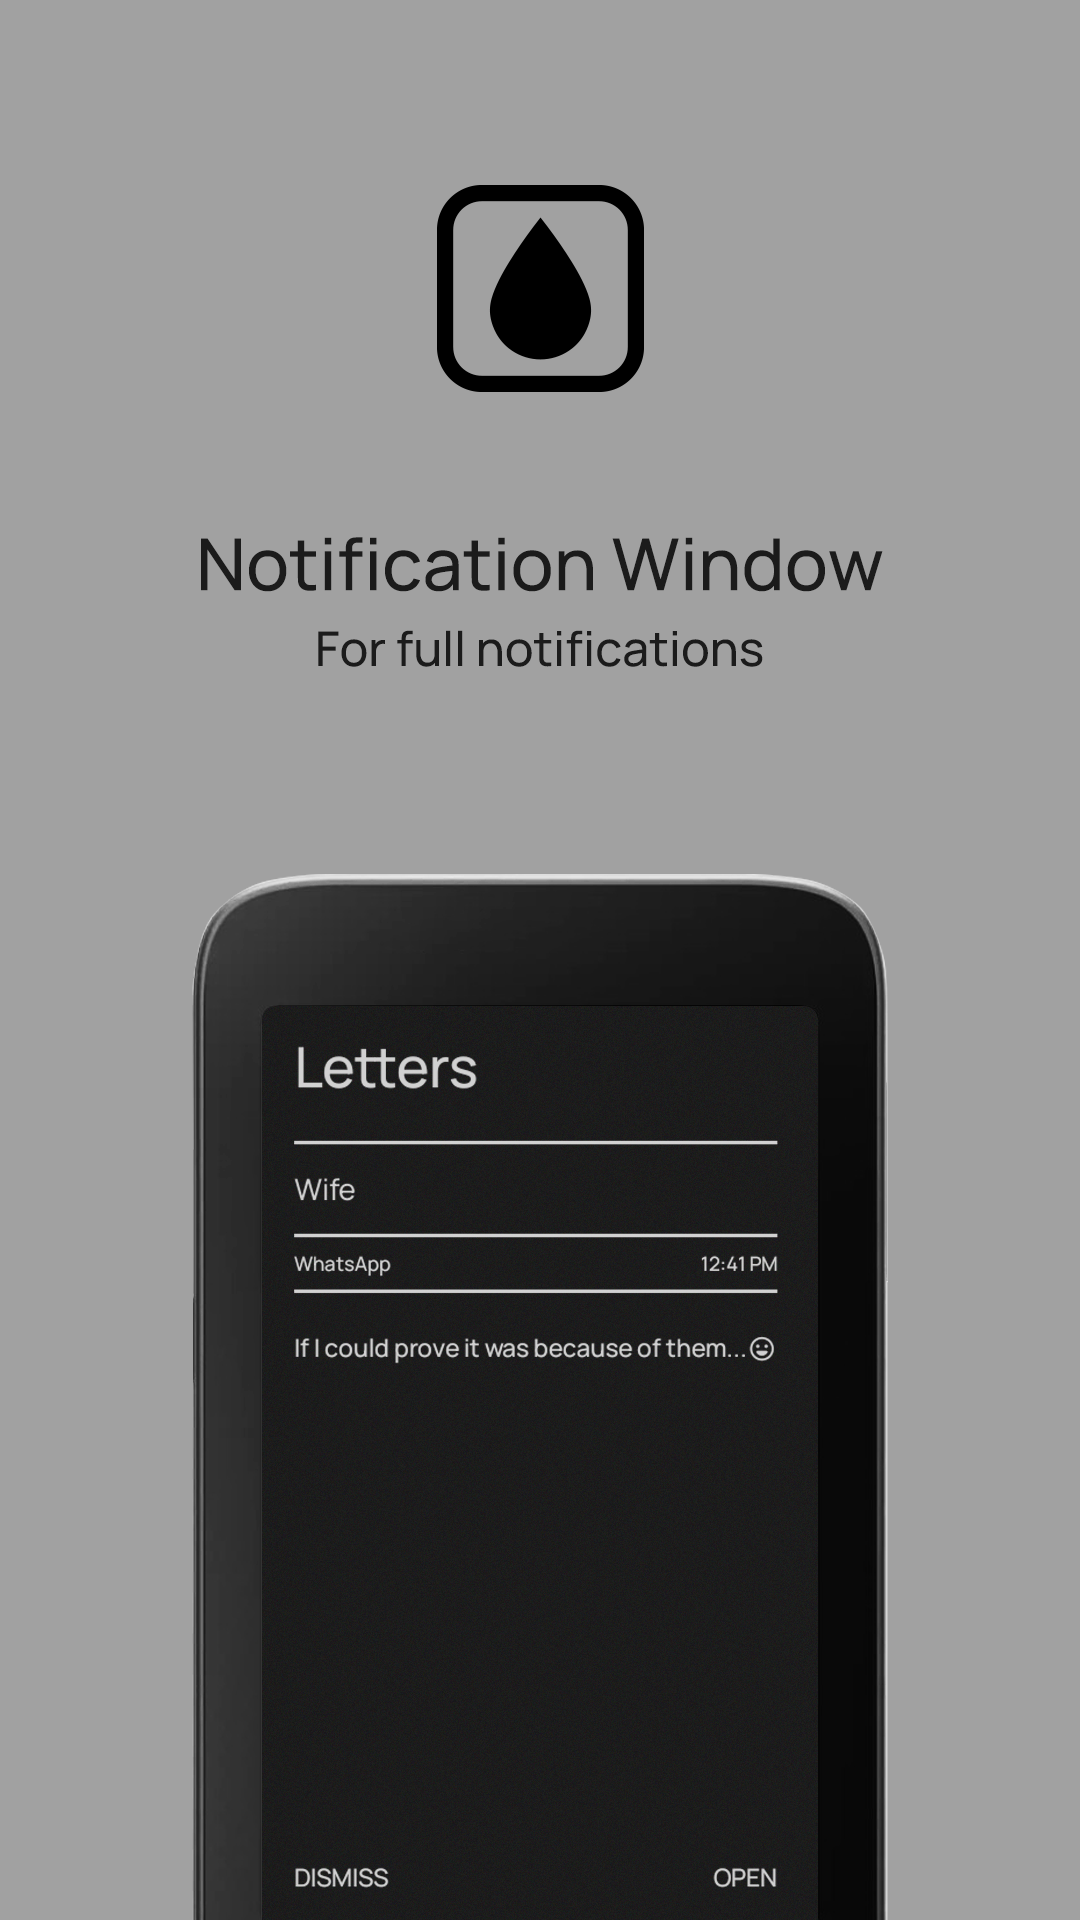 Notification Window
For full notifications
Letters
Wife
WhatsApp 12:41 PM
If I could prove it was because of them...😃
DISMISS OPEN